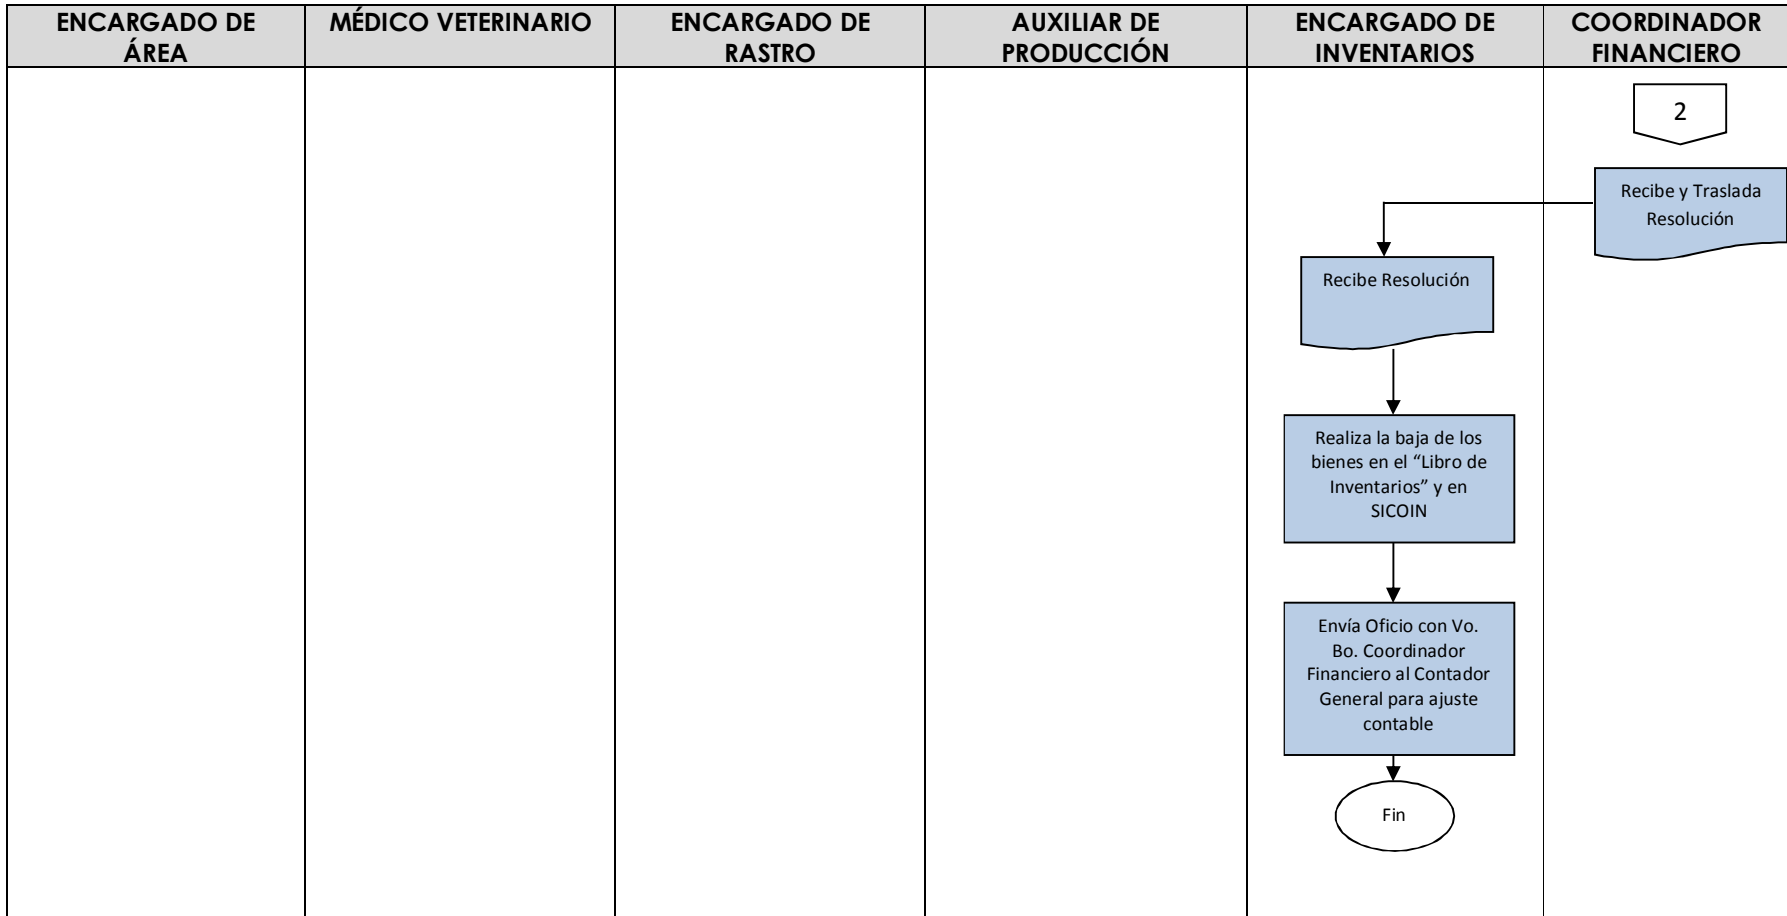 ENCARGADO DE
ÁREA
MÉDICO VETERINARIO
ENCARGADO DE
RASTRO
AUXILIAR DE
PRODUCCIÓN
ENCARGADO DE
INVENTARIOS
COORDINADOR
FINANCIERO
2
Recibe y Traslada
Resolución
Recibe Resolución
Realiza la baja de los
bienes en el “Libro de
Inventarios” y en
SICOIN
Envía Oficio con Vo.
Bo. Coordinador
Financiero al Contador
General para ajuste
contable
Fin